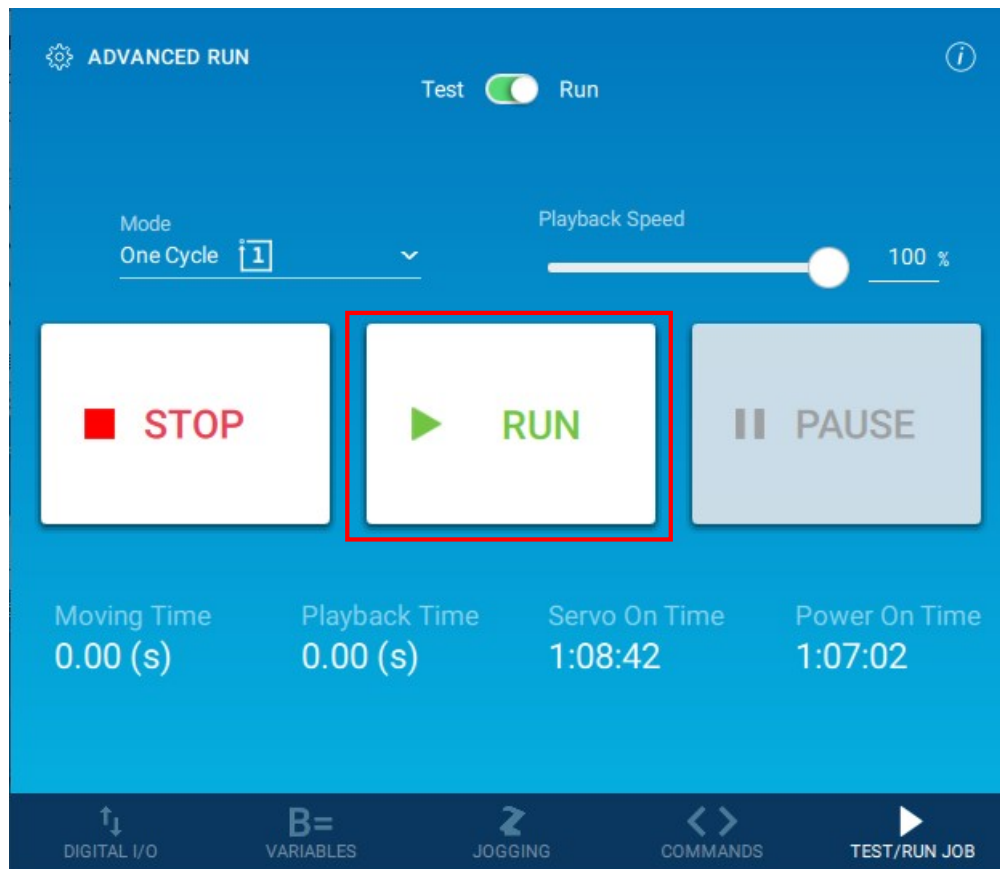 ADVANCED RUN
i
Test Run
Mode
One Cycle 1
Playback Speed
100 %
STOP
RUN
PAUSE
Moving Time
0.00 (s)
Playback Time
0.00 (s)
Servo On Time
1:08:42
Power On Time
1:07:02
DIGITAL I/O
B=
VARIABLES
JOGGING
COMMANDS
TEST/RUN JOB